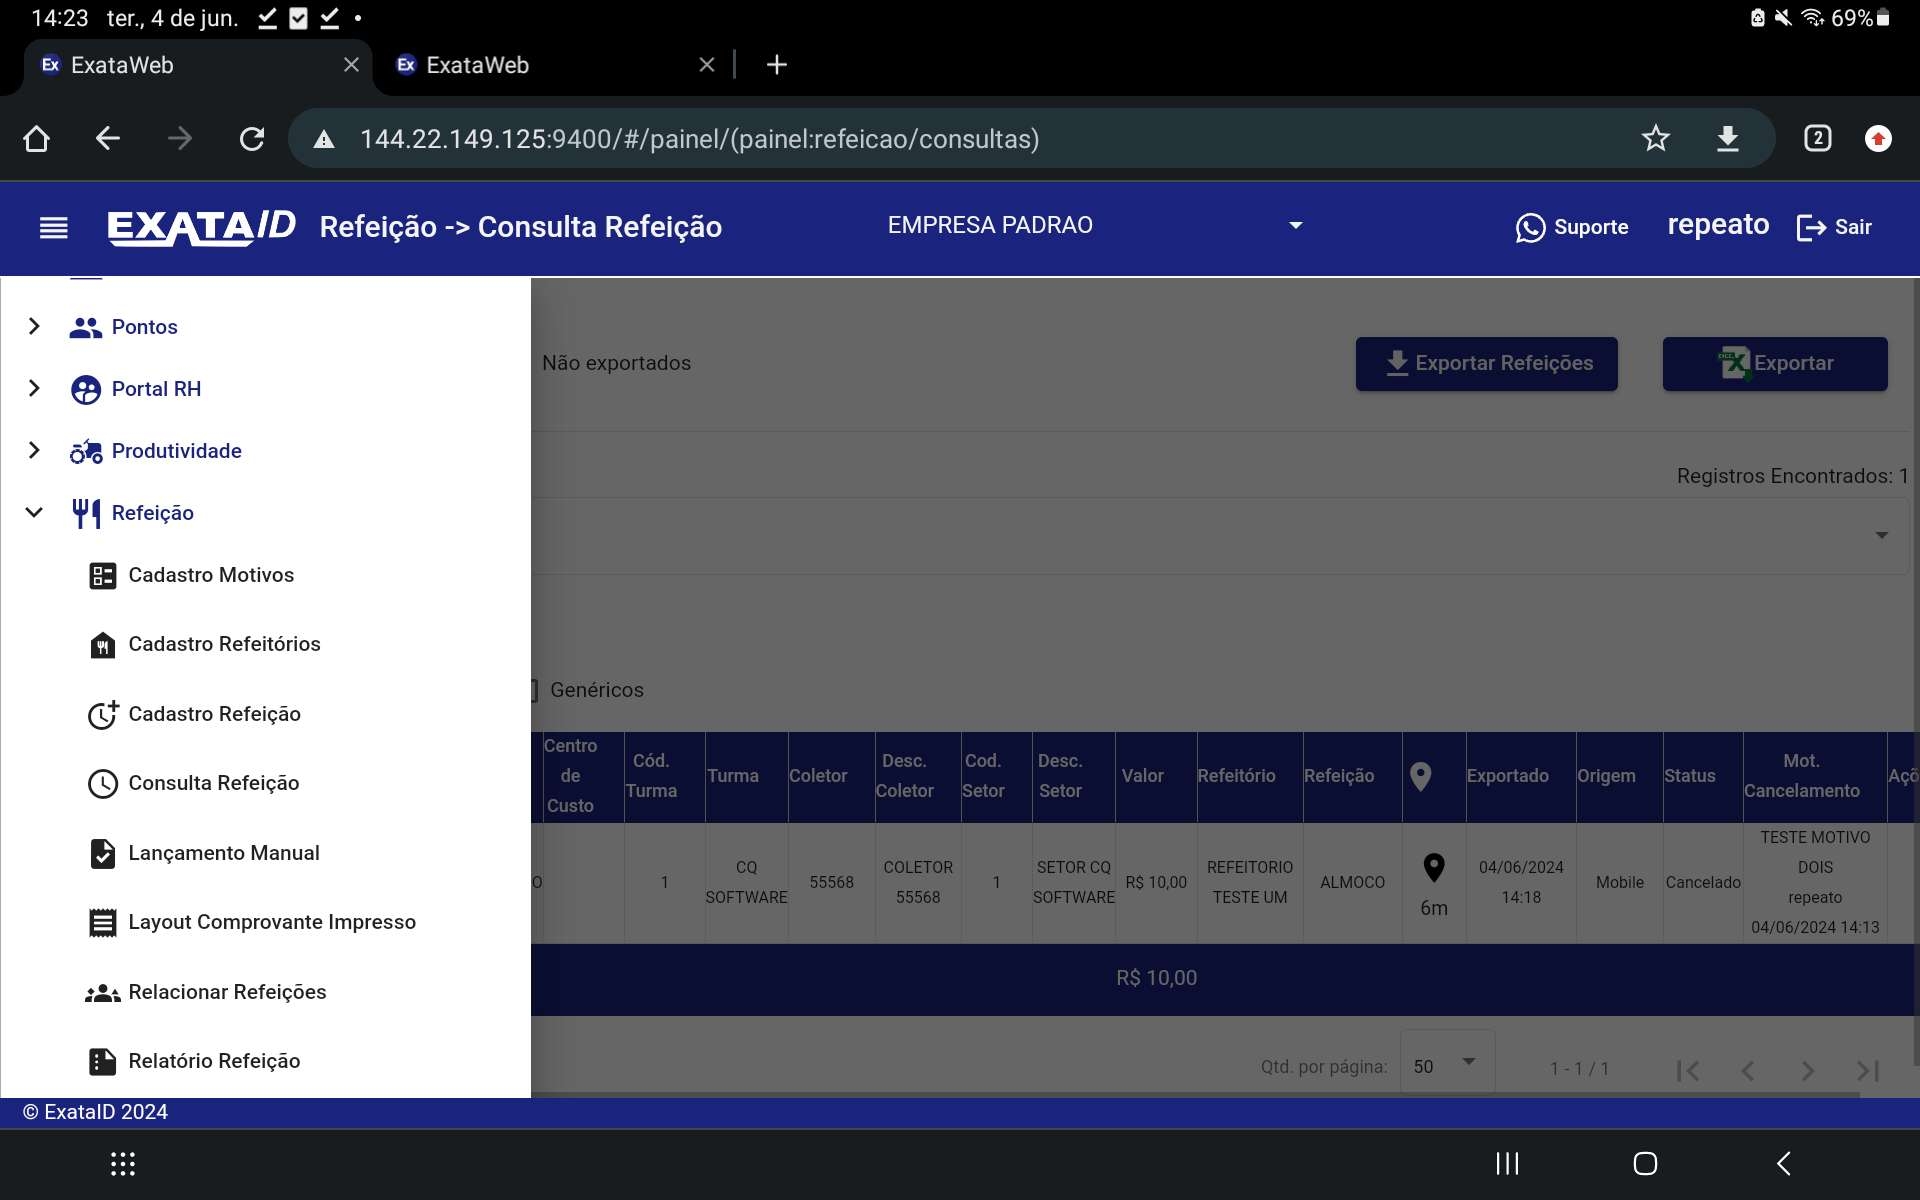 14:23 ter., 4 de jun.
69%
Ex ExataWeb
Ex ExataWeb
144.22.149.125:9400/#/painel/(painel:refeicao/consultas)
2
EXATAID Refeição -> Consulta Refeição
EMPRESA PADRAO
Suporte
repeato
Sair
Pontos
Portal RH
Produtividade
Refeição
Cadastro Motivos
Cadastro Refeitórios
Cadastro Refeição
Consulta Refeição
Lançamento Manual
Layout Comprovante Impresso
Relacionar Refeições
Relatório Refeição
Não exportados
Exportar Refeições
Exportar
Registros Encontrados: 1
Genéricos
Centro
de
Custo
Cód.
Turma
Turma
Coletor
Desc.
Coletor
Cod.
Setor
Desc.
Setor
Valor
Refeitório
Refeição
Exportado
Origem
Status
Mot.
Cancelamento
Açõ
O
1
CQ
SOFTWARE
55568
COLETOR
55568
1
SETOR CQ
SOFTWARE
R$ 10,00
REFEITORIO
TESTE UM
ALMOCO
6m
04/06/2024
14:18
Mobile
Cancelado
TESTE MOTIVO
DOIS
repeato
04/06/2024 14:13
R$ 10,00
Qtd. por página:
50
1 - 1 / 1
© ExataID 2024